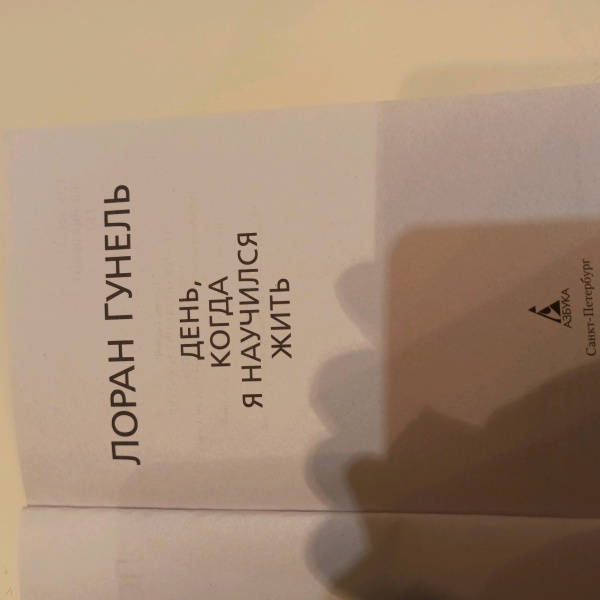 ЛОРАН ГУНЕЛЬ
ДЕНЬ,
КОГДА
Я НАУЧИЛСЯ
ЖИТЬ
АЗБУКА
Санкт-Петербург